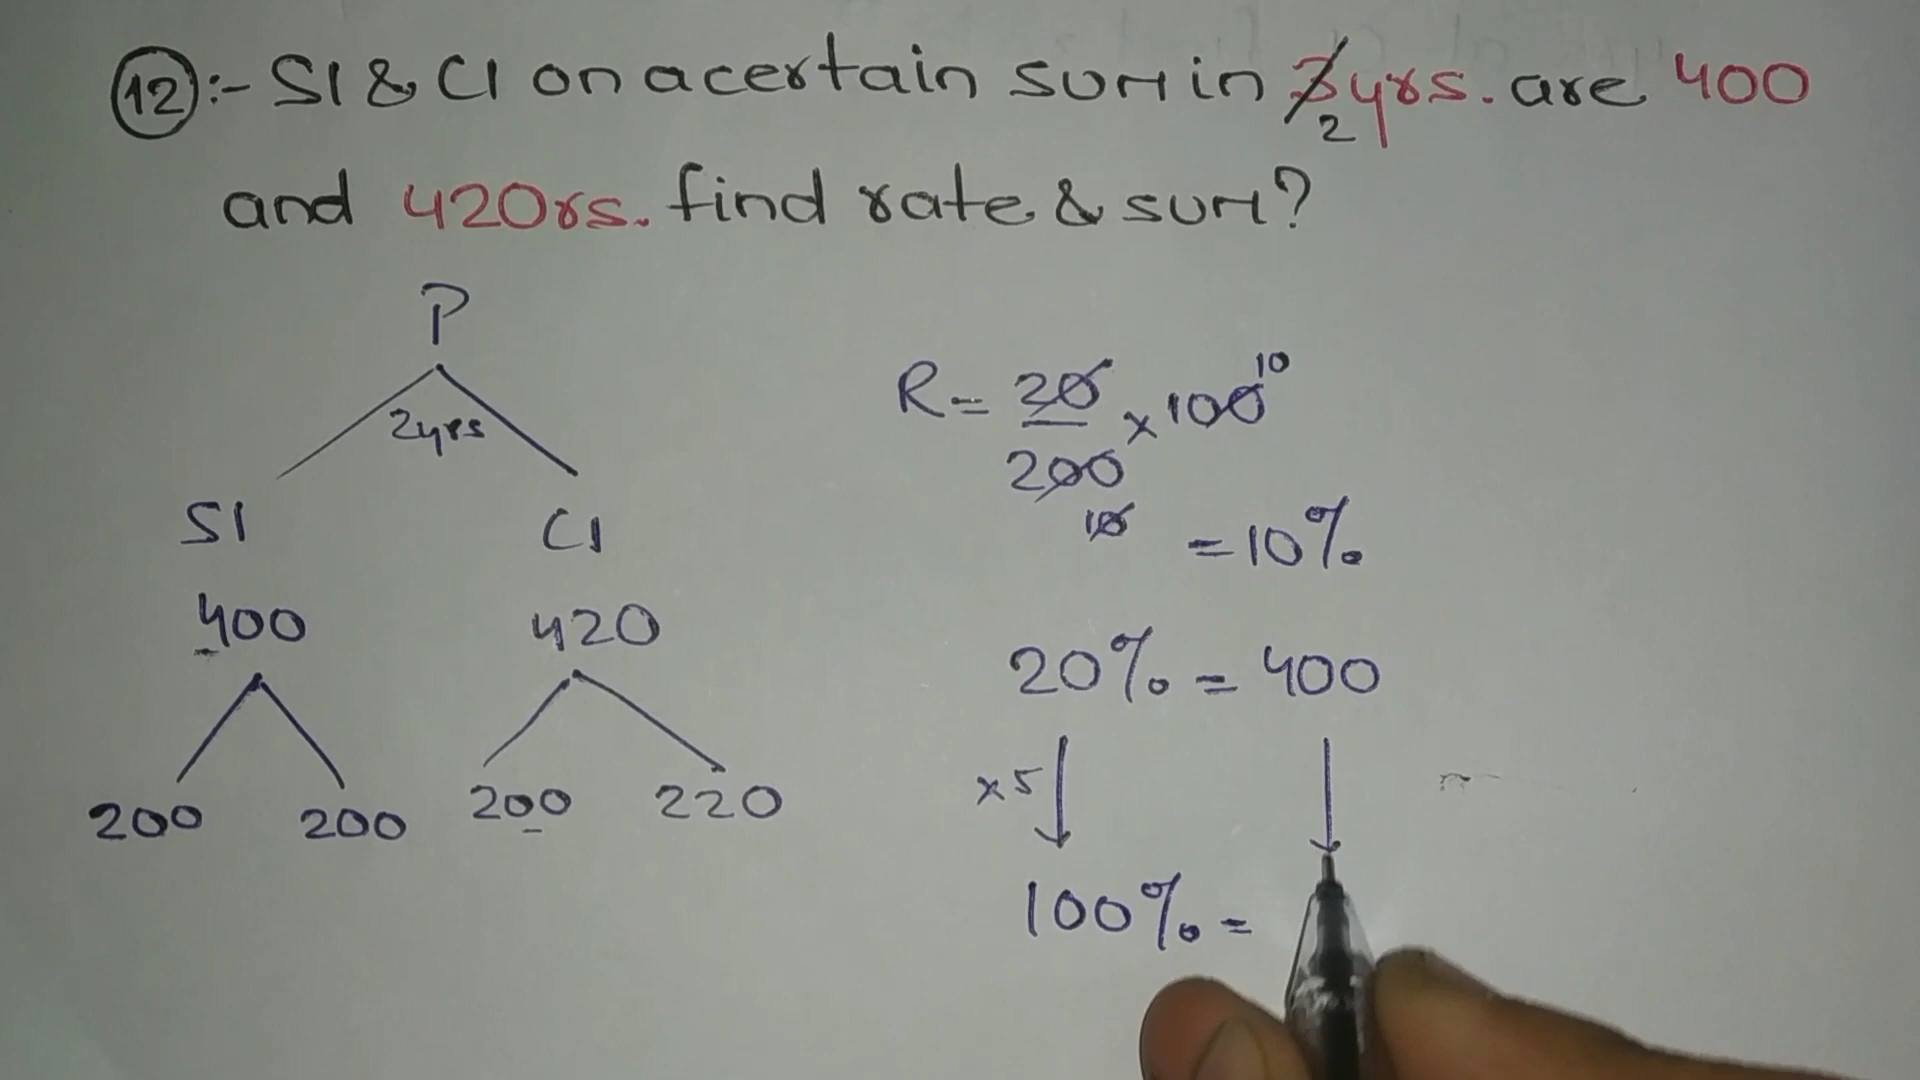 12:- SI & CI on a certain sum in 3 2 yrs. are 400
and 420rs. find rate & sum?
P
2yrs
SI CI
400 420
200 200 200 220
R = 20/200 x 100 10
10
= 10%
20% = 400
x5
100% =